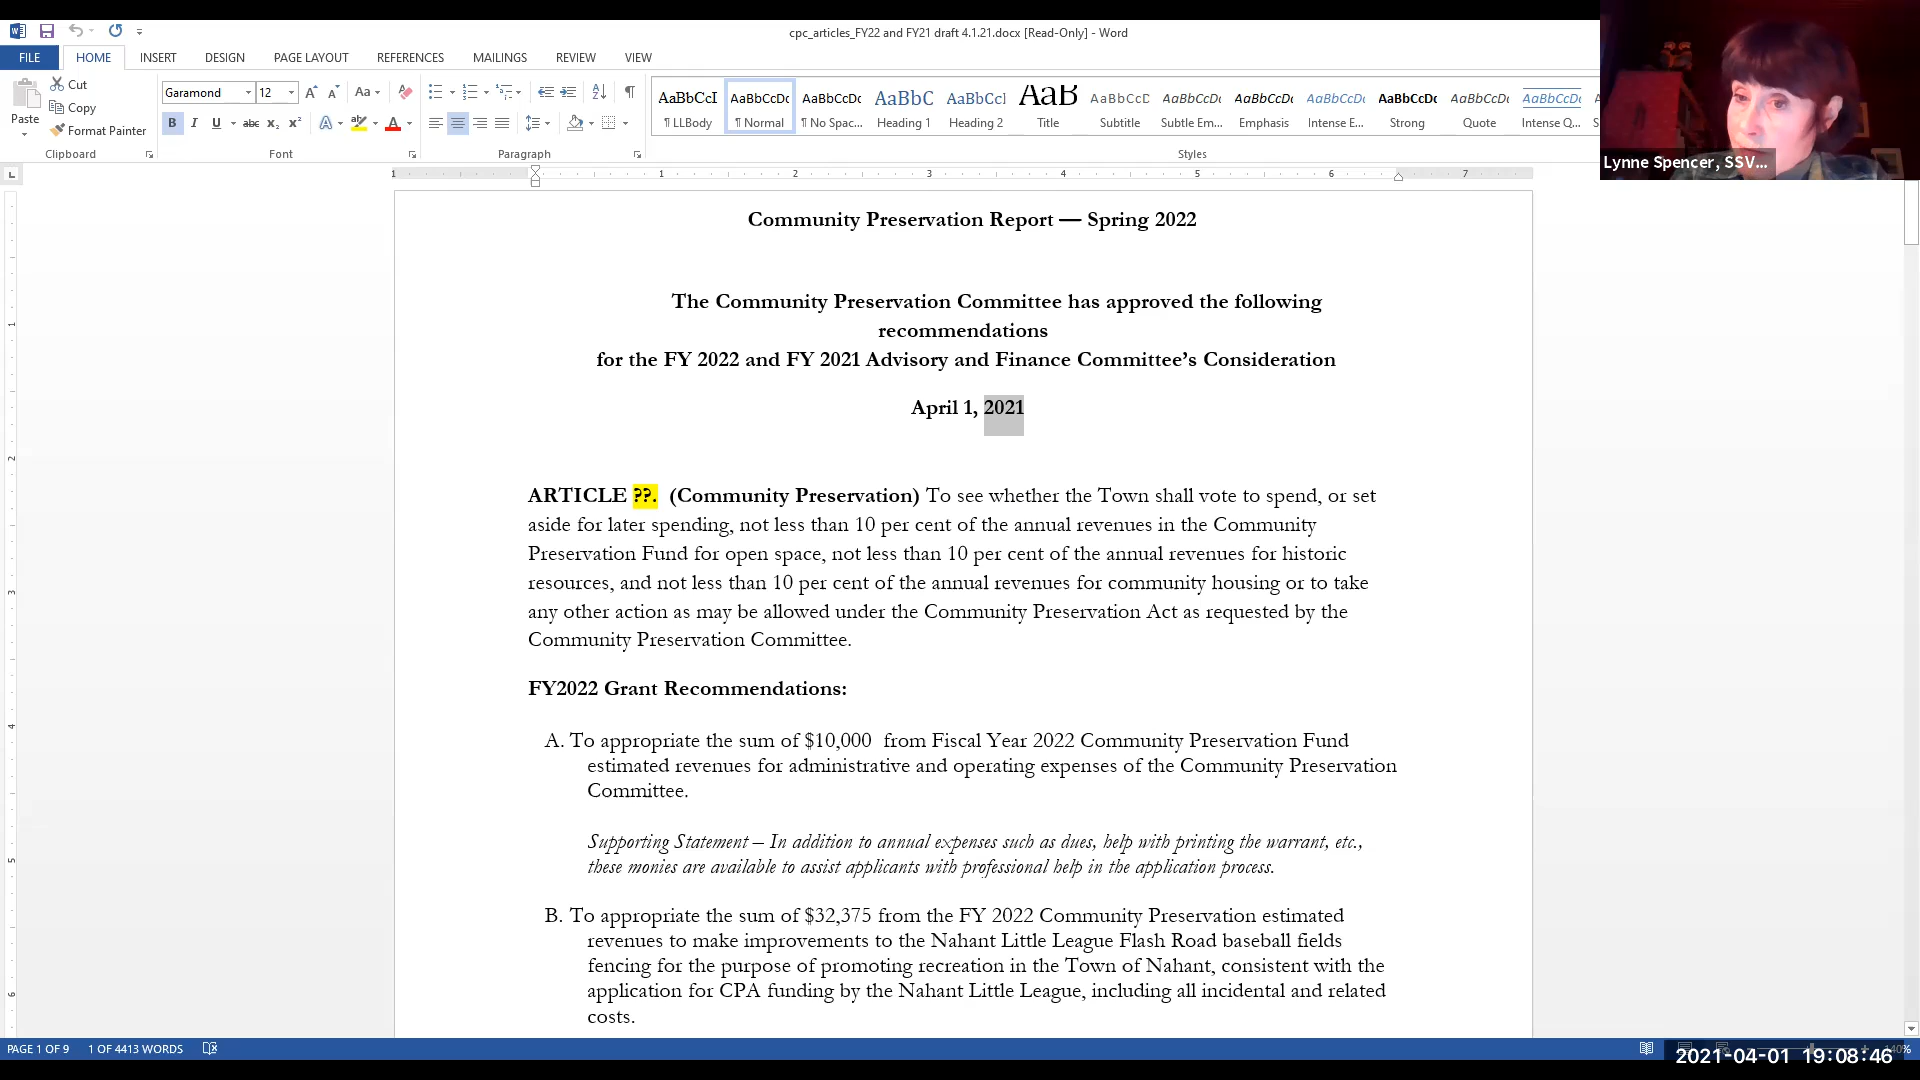 cpc_articles_FY22 and FY21 draft 4.1.21.docx [Read-Only] - Word
FILE HOME INSERT DESIGN PAGE LAYOUT REFERENCES MAILINGS REVIEW VIEW
Paste
Cut
Copy
Format Painter
Clipboard
Garamond 12
Font
Paragraph
AaBbCcI AaBbCcDc AaBbCcDc AaBbC AaBbCcI AaB AaBbCcD AaBbCcDc AaBbCcDc AaBbCcDc AaBbCcDc AaBbCcDc AaBbCcDc
¶ LLBody ¶ Normal ¶ No Spac... Heading 1 Heading 2 Title Subtitle Subtle Em... Emphasis Intense E... Strong Quote Intense Q...
Styles
Lynne Spencer, SSV...
1 1 2 3 4 5 6 7
Community Preservation Report — Spring 2022
The Community Preservation Committee has approved the following
recommendations
for the FY 2022 and FY 2021 Advisory and Finance Committee’s Consideration
April 1, 2021
ARTICLE ??. (Community Preservation) To see whether the Town shall vote to spend, or set
aside for later spending, not less than 10 per cent of the annual revenues in the Community
Preservation Fund for open space, not less than 10 per cent of the annual revenues for historic
resources, and not less than 10 per cent of the annual revenues for community housing or to take
any other action as may be allowed under the Community Preservation Act as requested by the
Community Preservation Committee.
FY2022 Grant Recommendations:
A. To appropriate the sum of $10,000 from Fiscal Year 2022 Community Preservation Fund
estimated revenues for administrative and operating expenses of the Community Preservation
Committee.
Supporting Statement – In addition to annual expenses such as dues, help with printing the warrant, etc.,
these monies are available to assist applicants with professional help in the application process.
B. To appropriate the sum of $32,375 from the FY 2022 Community Preservation estimated
revenues to make improvements to the Nahant Little League Flash Road baseball fields
fencing for the purpose of promoting recreation in the Town of Nahant, consistent with the
application for CPA funding by the Nahant Little League, including all incidental and related
costs.
PAGE 1 OF 9 1 OF 4413 WORDS
2021-04-01 19:08:46